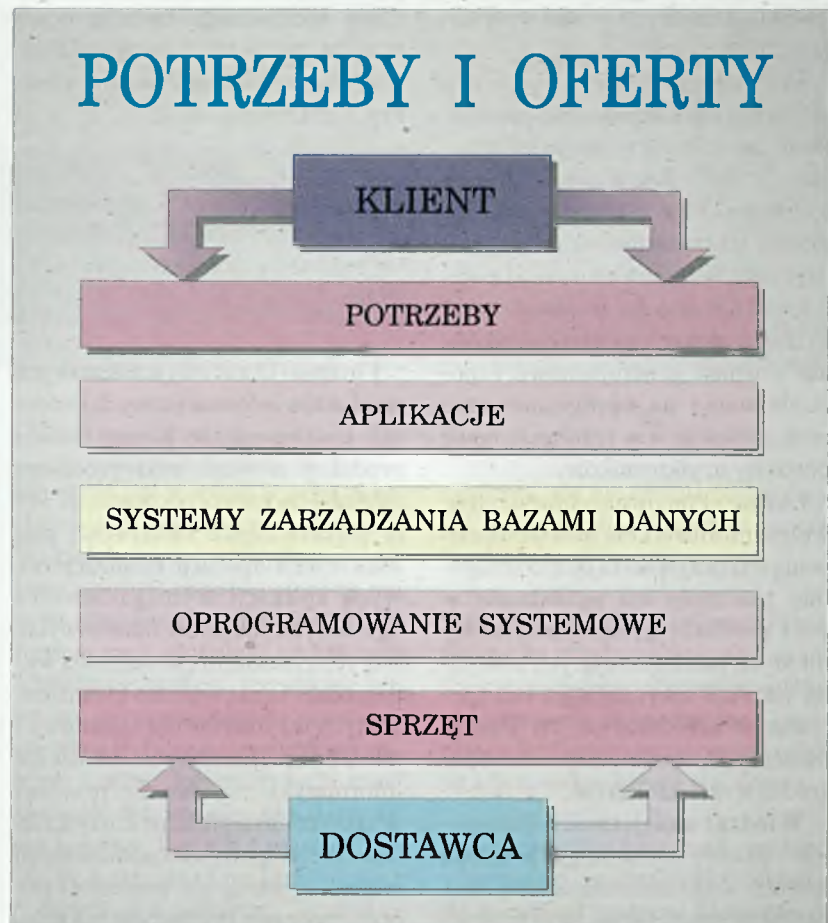 POTRZEBY I OFERTY
KLIENT
POTRZEBY
APLIKACJE
SYSTEMY ZARZĄDZANIA BAZAMI DANYCH
OPROGRAMOWANIE SYSTEMOWE
SPRZĘT
DOSTAWCA